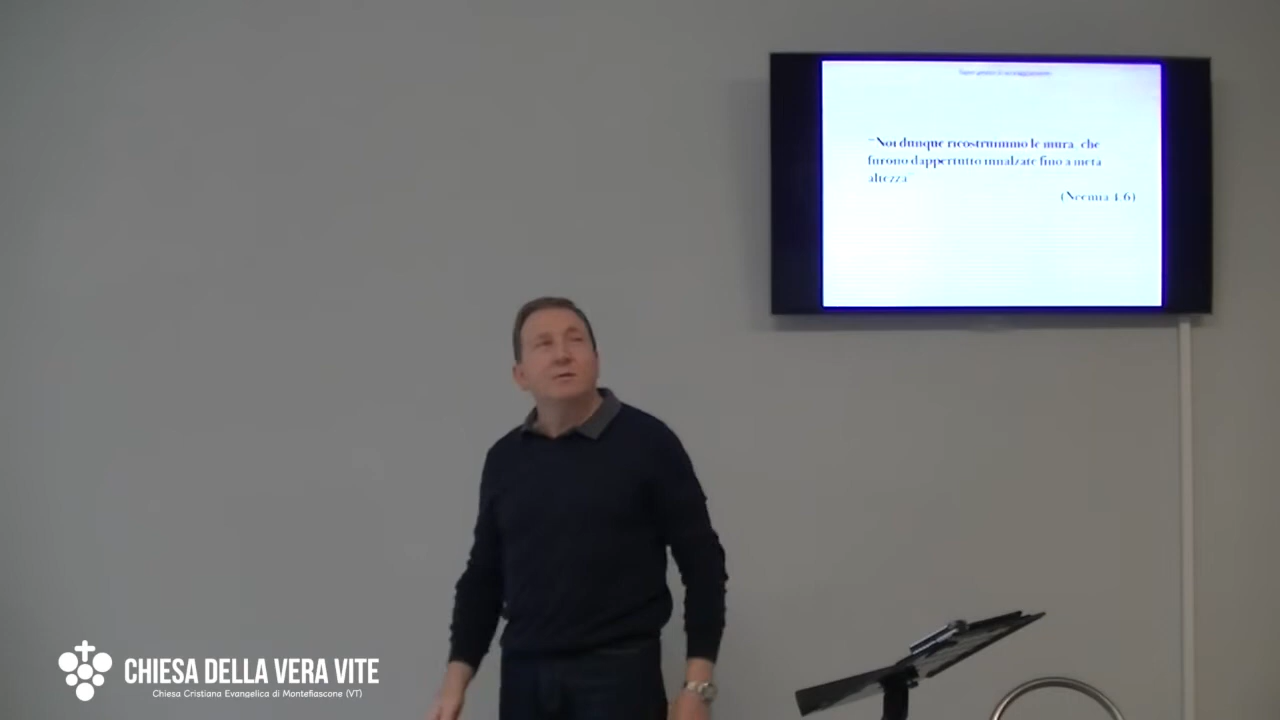 "Noi dunque ricostruimmo le mura, che
furono dappertutto innalzate fino a metà
altezza"
(Neemia 4:6)
CHIESA DELLA VERA VITE
Chiesa Cristiana Evangelica di Montefiascone (VT)